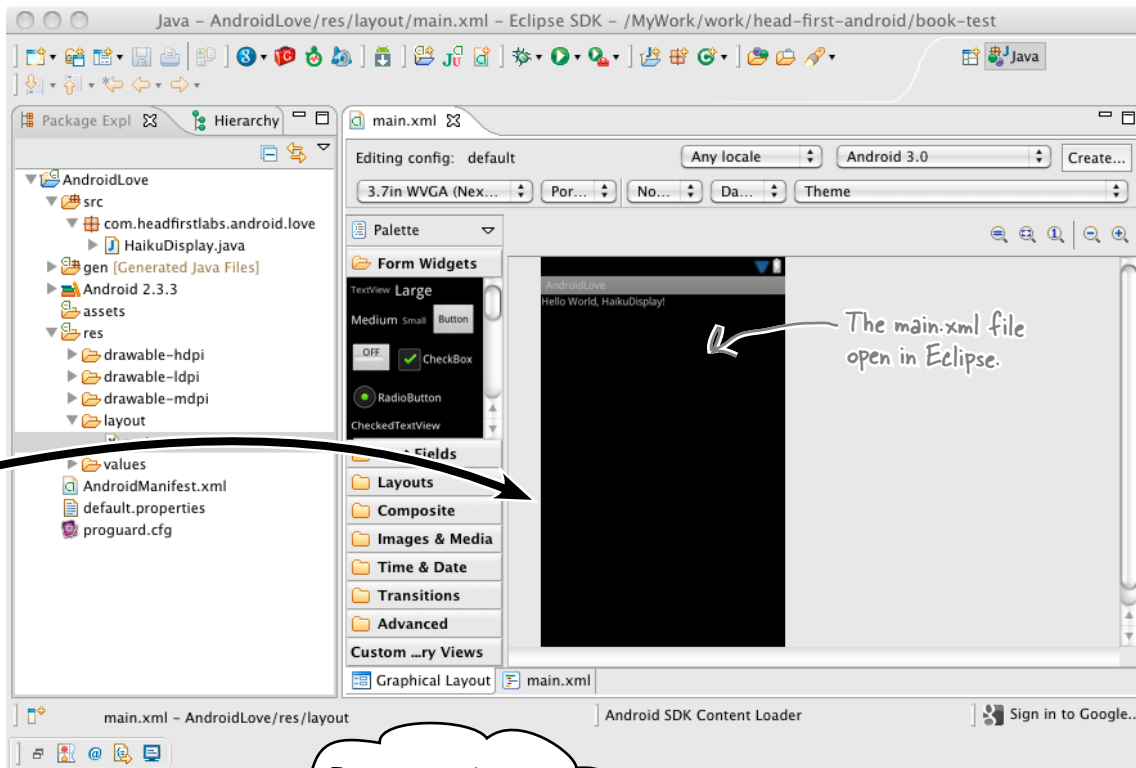 Java – AndroidLove/res/layout/main.xml – Eclipse SDK – /MyWork/work/head-first-android/book-test
Java
Package Expl
Hierarchy
main.xml
Editing config: default
Any locale
Android 3.0
Create...
3.7in WVGA (Nex...
Por...
No...
Da...
Theme
AndroidLove
src
com.headfirstlabs.android.love
HaikuDisplay.java
gen [Generated Java Files]
Android 2.3.3
assets
res
drawable-hdpi
drawable-ldpi
drawable-mdpi
layout
values
AndroidManifest.xml
default.properties
proguard.cfg
Palette
Form Widgets
TextView Large
Medium Small Button
OFF CheckBox
RadioButton
CheckedTextView
Fields
Layouts
Composite
Images & Media
Time & Date
Transitions
Advanced
Custom ...ry Views
AndroidLove
Hello World, HaikuDisplay!
The main.xml file
open in Eclipse.
Graphical Layout
main.xml
main.xml – AndroidLove/res/layout
Android SDK Content Loader
Sign in to Google...